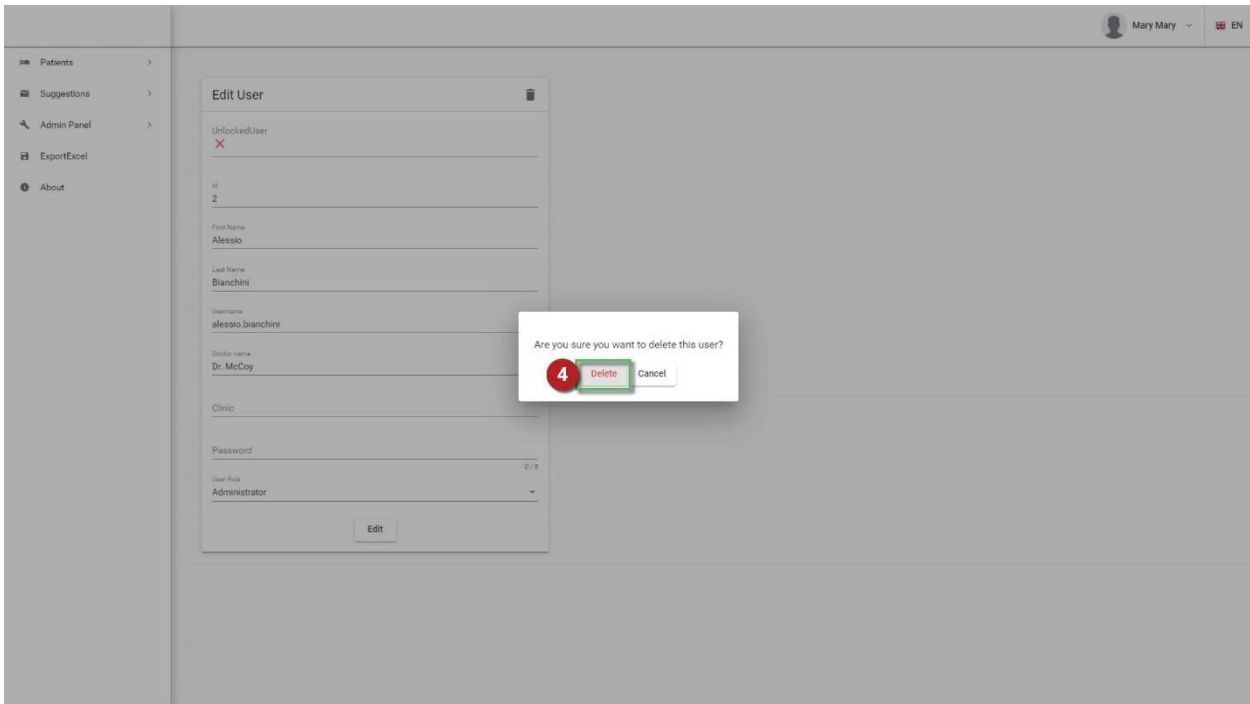 Mary Mary
EN
Patients
Suggestions
Admin Panel
ExportExcel
About
Edit User
UnlockedUser
Id
2
First Name
Alessio
Last Name
Bianchini
Username
alessio.bianchini
Doctor name
Dr. McCoy
Clinic
Password
0 / 8
User Role
Administrator
Edit
Are you sure you want to delete this user?
4 Delete Cancel